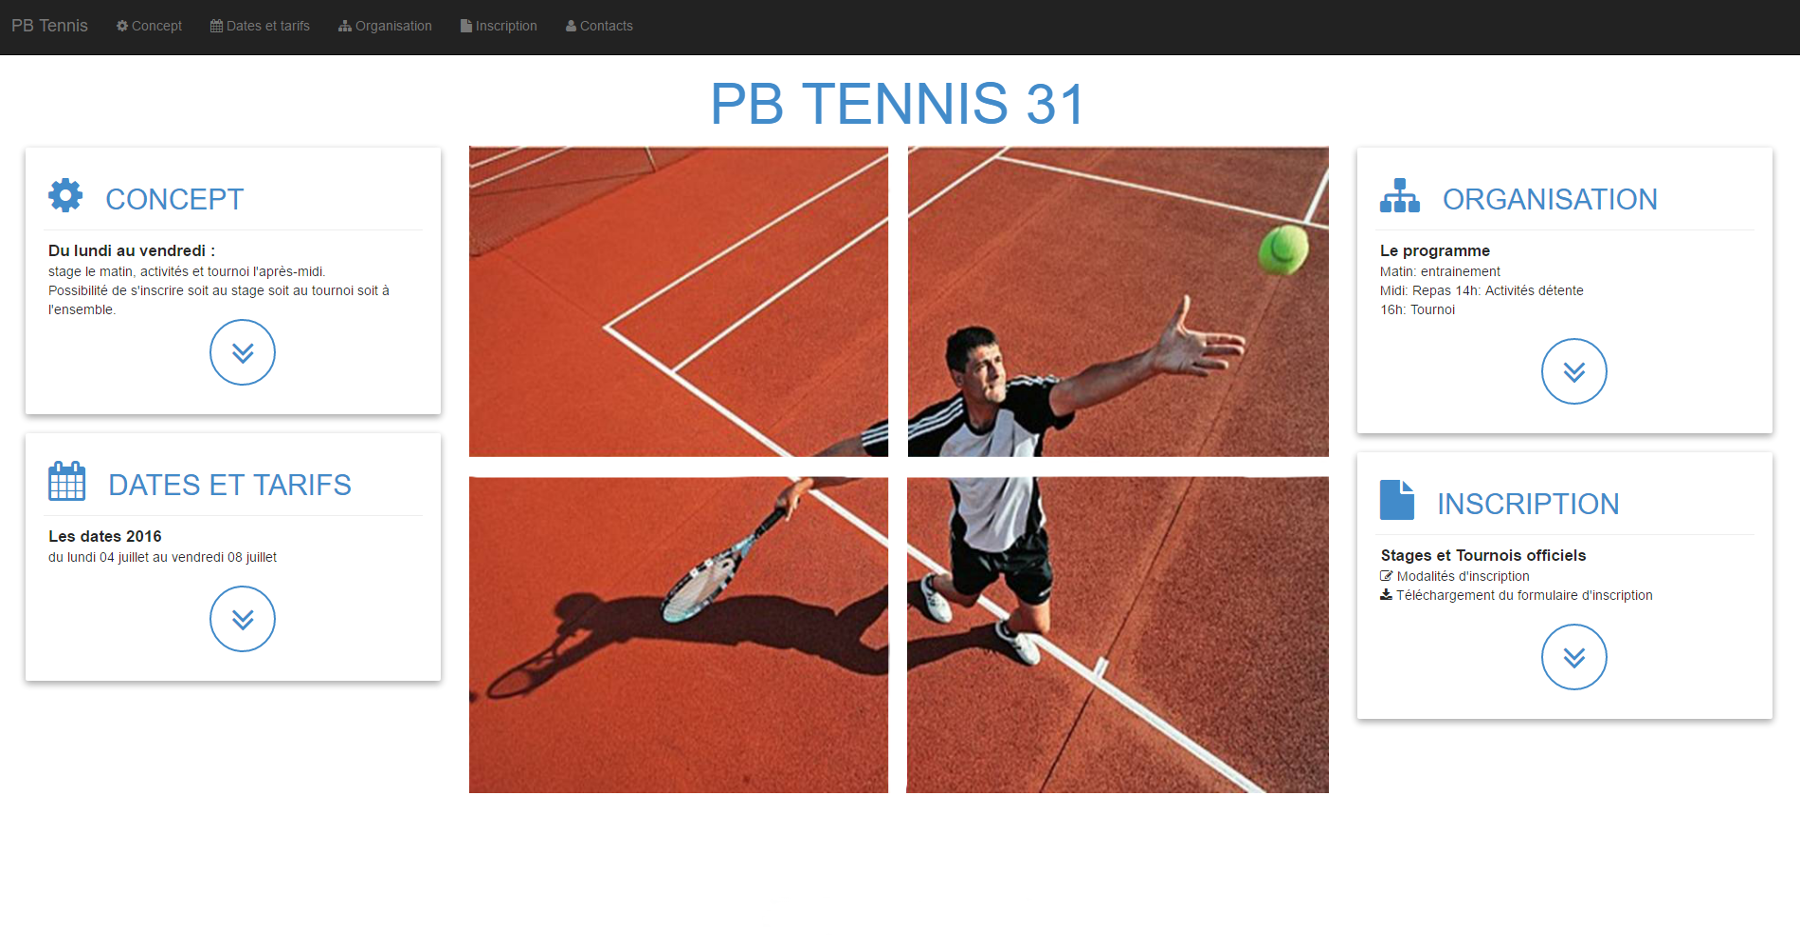 PB Tennis
Concept
Dates et tarifs
Organisation
Inscription
Contacts
PB TENNIS 31
CONCEPT
Du lundi au vendredi :
stage le matin, activités et tournoi l'après-midi.
Possibilité de s'inscrire soit au stage soit au tournoi soit à
l'ensemble.
DATES ET TARIFS
Les dates 2016
du lundi 04 juillet au vendredi 08 juillet
ORGANISATION
Le programme
Matin: entrainement
Midi: Repas 14h: Activités détente
16h: Tournoi
INSCRIPTION
Stages et Tournois officiels
Modalités d'inscription
Téléchargement du formulaire d'inscription